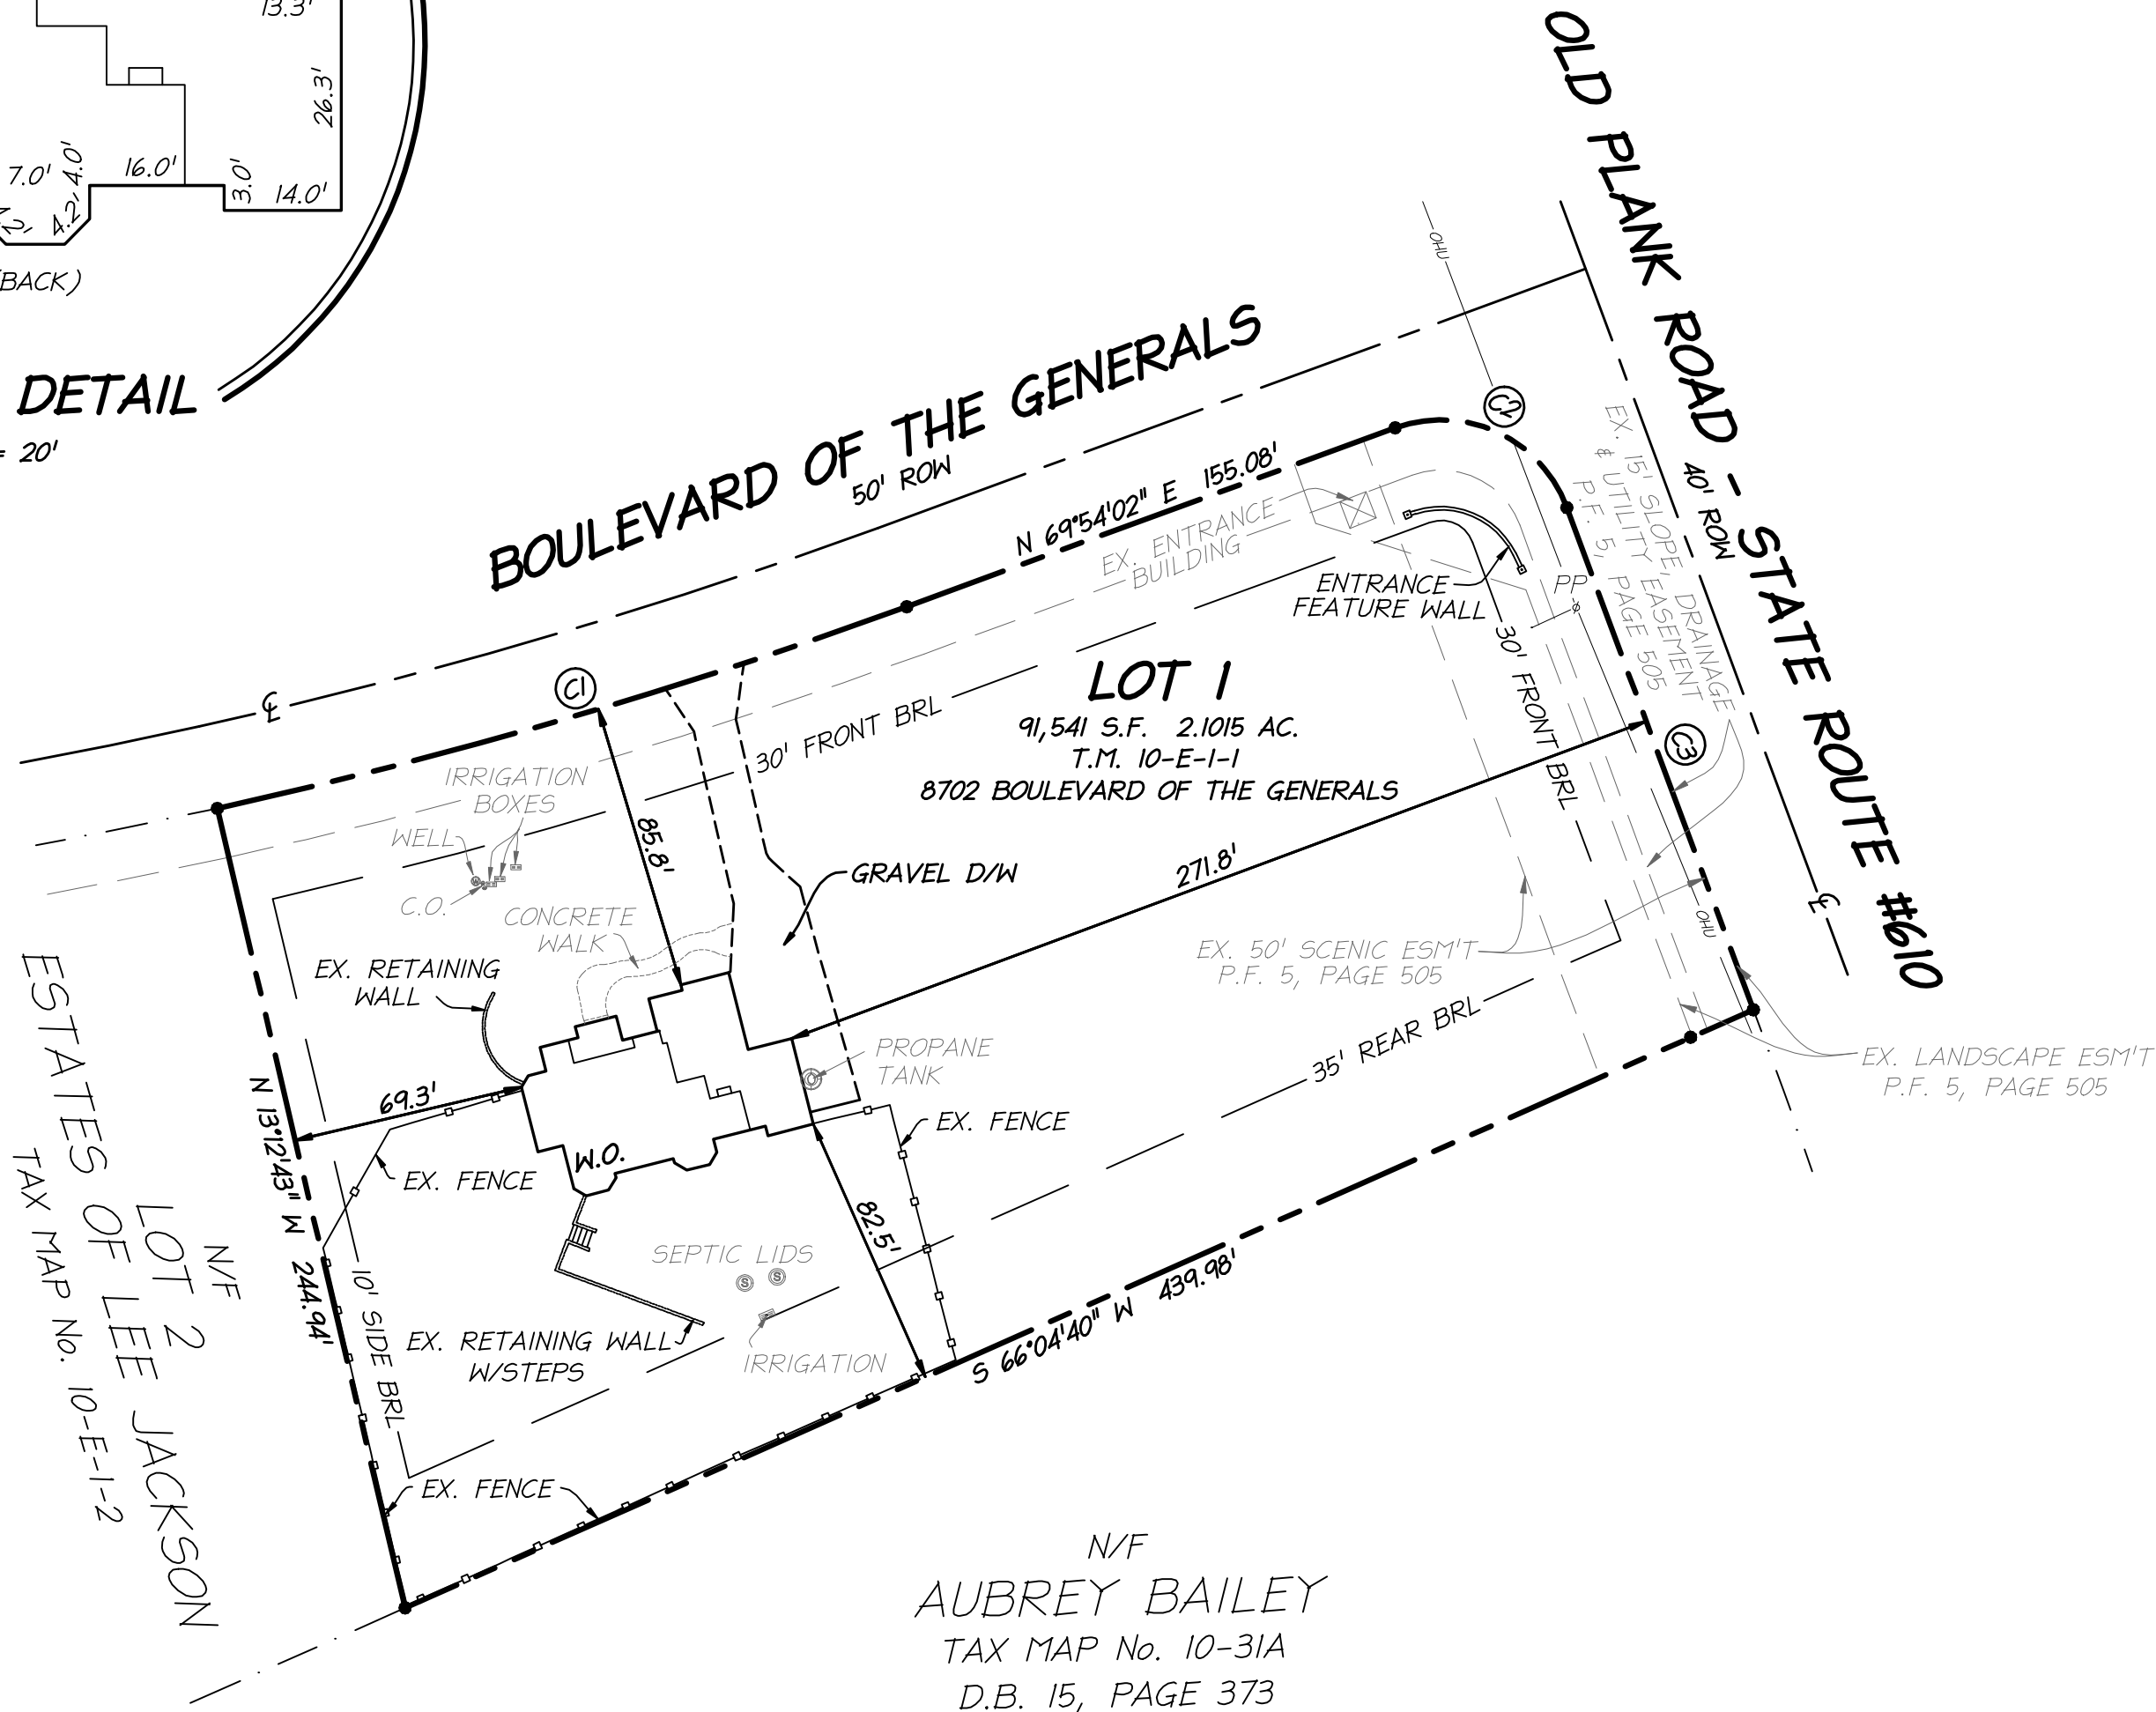 13.3'
26.3'
7.0'
4.2'
4.0'
16.0'
3.0'
14.0'
BACK)
DETAIL
= 20'
OLD PLANK ROAD - STATE ROUTE #610
40' ROW
BOULEVARD OF THE GENERALS
50' ROW
OHU
C2
EX. 15' SLOPE, DRAINAGE
& UTILITY EASEMENT
P.F. 5, PAGE 505
N 69°54'02" E 155.08'
EX. ENTRANCE
BUILDING
ENTRANCE
FEATURE WALL
PP
30' FRONT BRL
C1
LOT 1
91,541 S.F. 2.1015 AC.
T.M. 10-E-1-1
8702 BOULEVARD OF THE GENERALS
30' FRONT BRL
C3
IRRIGATION
BOXES
WELL
C.O.
85.8'
GRAVEL D/W
271.8'
CONCRETE
WALK
EX. RETAINING
WALL
EX. 50' SCENIC ESM'T
P.F. 5, PAGE 505
OHU
35' REAR BRL
PROPANE
TANK
EX. LANDSCAPE ESM'T
P.F. 5, PAGE 505
69.3'
EX. FENCE
EX. FENCE
W.O.
N 13°12'43" W 244.94'
82.5'
SEPTIC LIDS
S S
10' SIDE BRL
EX. RETAINING WALL
W/STEPS
IRRIGATION
S 66°04'40" W 439.98'
EX. FENCE
N/F
LOT 2
ESTATES OF LEE JACKSON
TAX MAP No. 10-E-1-2
N/F
AUBREY BAILEY
TAX MAP No. 10-31A
D.B. 15, PAGE 373